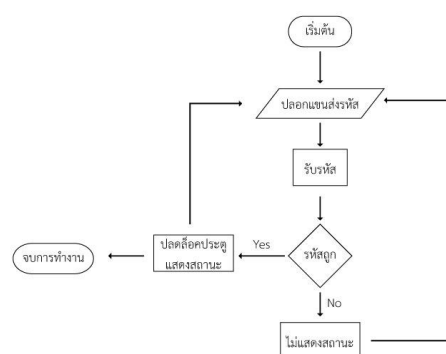 เริ่มต้น
ปลอกแขนส่งรหัส
รับรหัส
รหัสถูก
Yes
ปลดล็อคประตู
แสดงสถานะ
จบการทำงาน
No
ไม่แสดงสถานะ